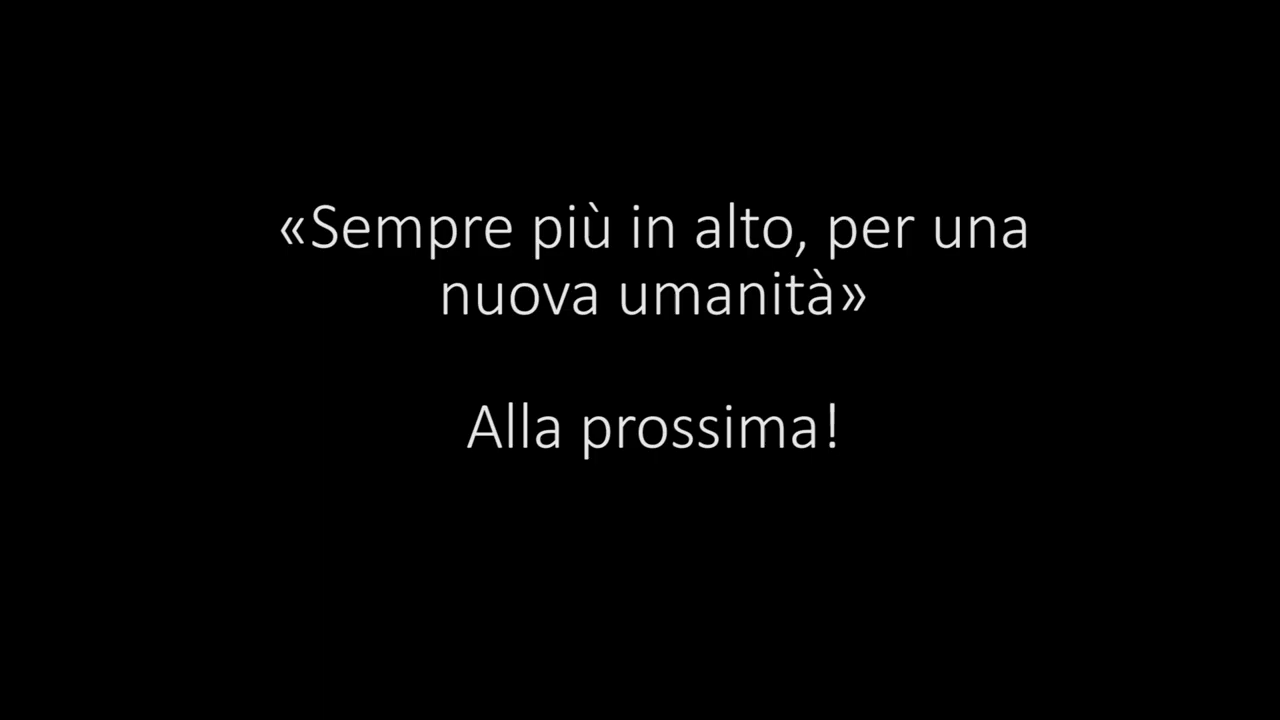 «Sempre più in alto, per una
nuova umanità»
Alla prossima!